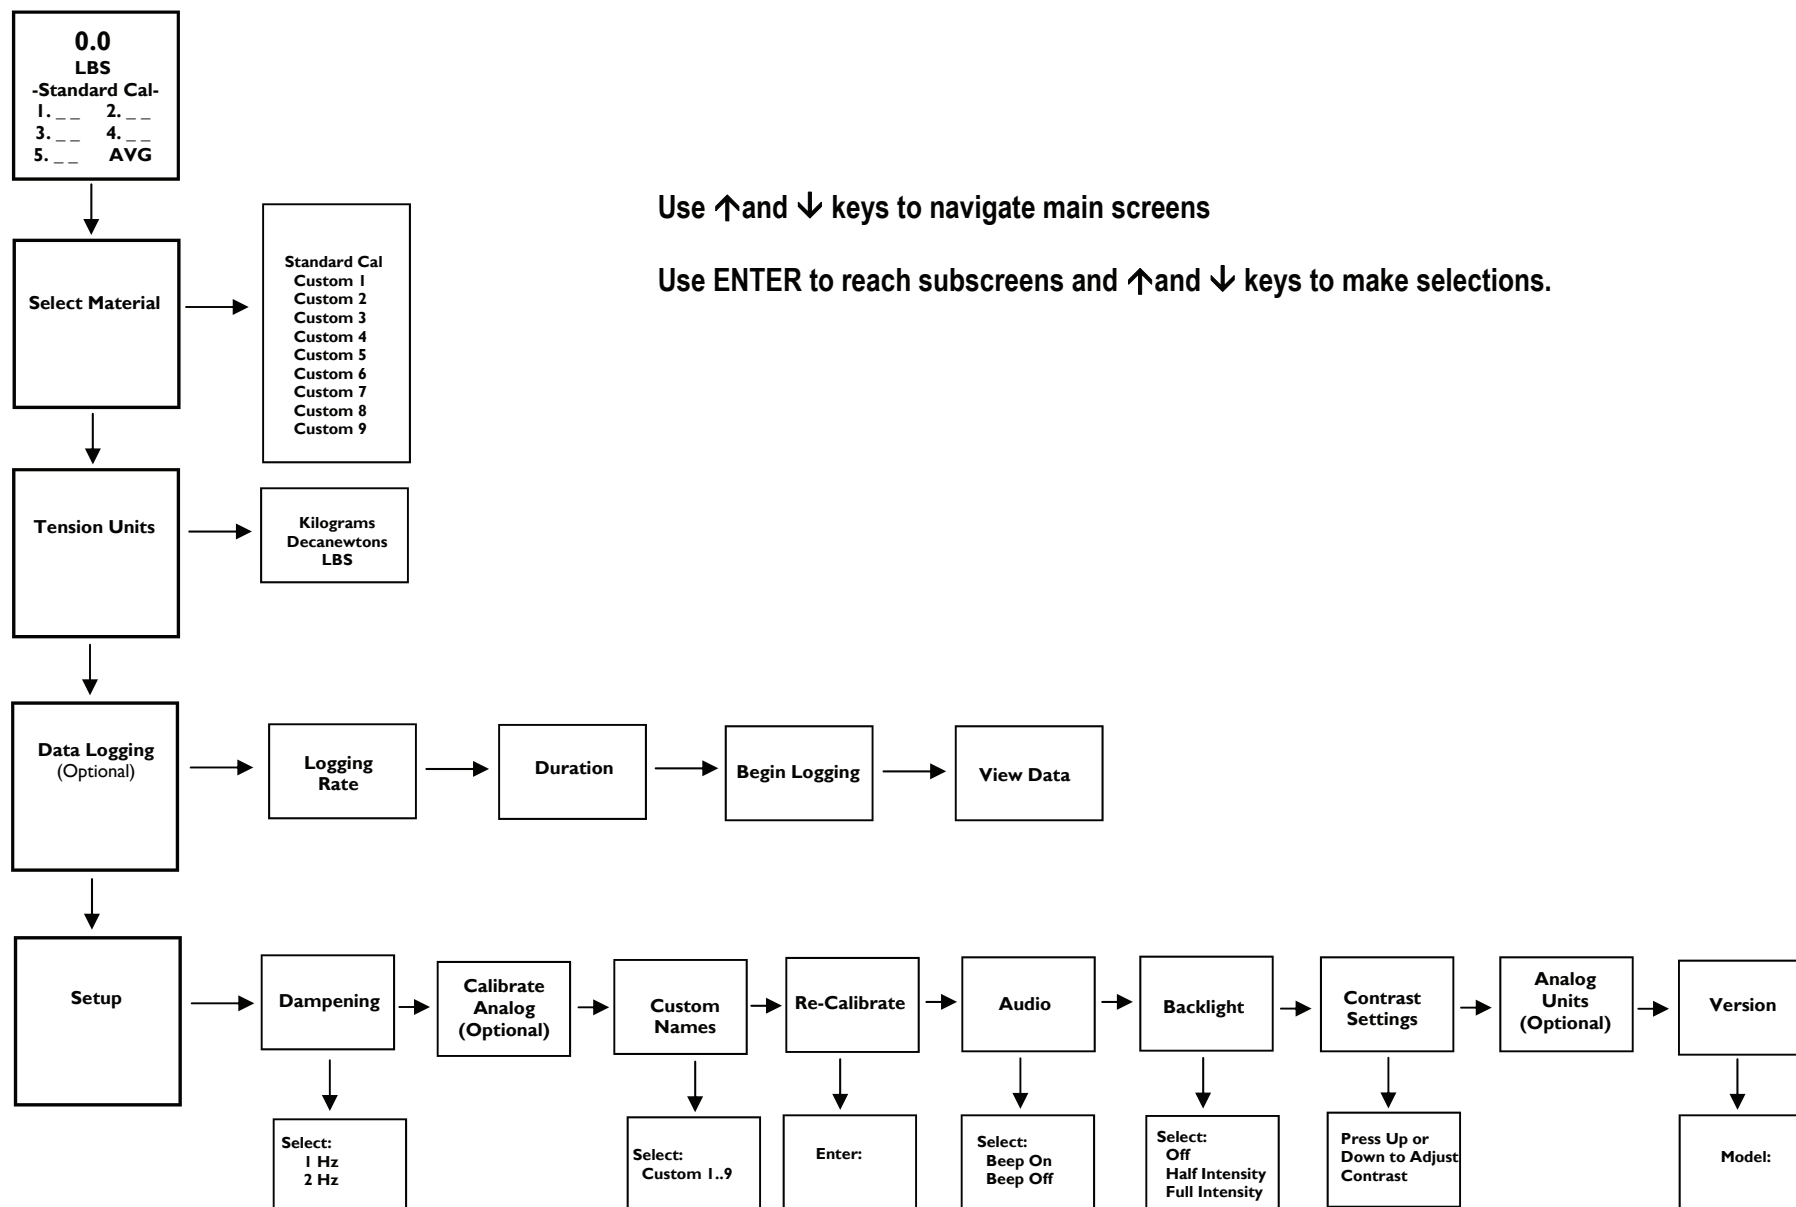 0.0
LBS
-Standard Cal-
1. _ _ 2. _ _
3. _ _ 4. _ _
5. _ _ AVG
Use ↑and ↓ keys to navigate main screens
Use ENTER to reach subscreens and ↑and ↓ keys to make selections.
Select Material
Standard Cal
Custom 1
Custom 2
Custom 3
Custom 4
Custom 5
Custom 6
Custom 7
Custom 8
Custom 9
Tension Units
Kilograms
Decanewtons
LBS
Data Logging
(Optional)
Logging
Rate
Duration
Begin Logging
View Data
Setup
Dampening
Calibrate
Analog
(Optional)
Custom
Names
Re-Calibrate
Audio
Backlight
Contrast
Settings
Analog
Units
(Optional)
Version
Select:
1 Hz
2 Hz
Select:
Custom 1..9
Enter:
Select:
Beep On
Beep Off
Select:
Off
Half Intensity
Full Intensity
Press Up or
Down to Adjust
Contrast
Model: